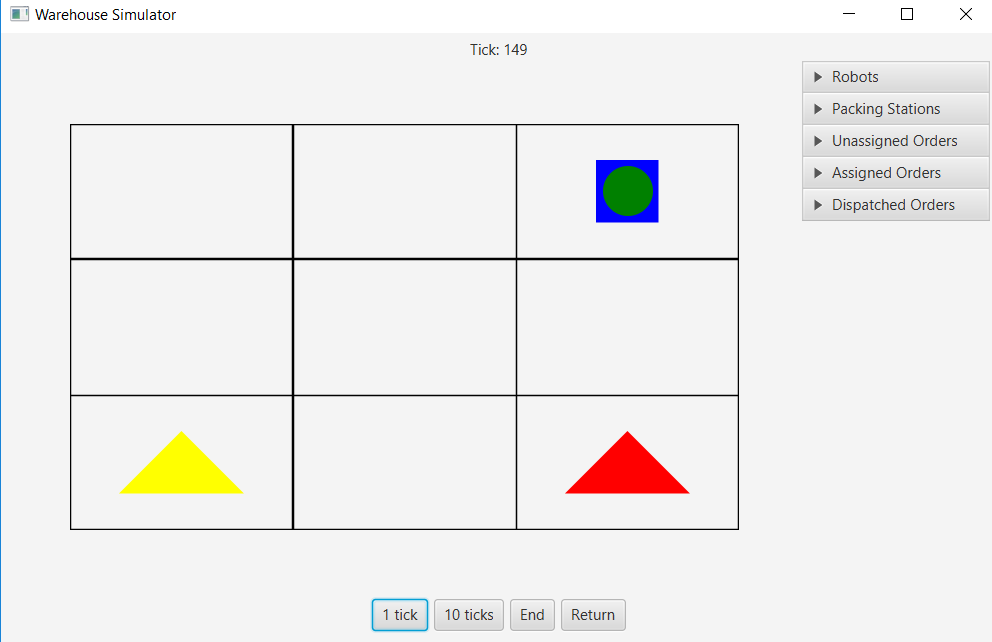 Warehouse Simulator
Tick: 149
Robots
Packing Stations
Unassigned Orders
Assigned Orders
Dispatched Orders
1 tick
10 ticks
End
Return